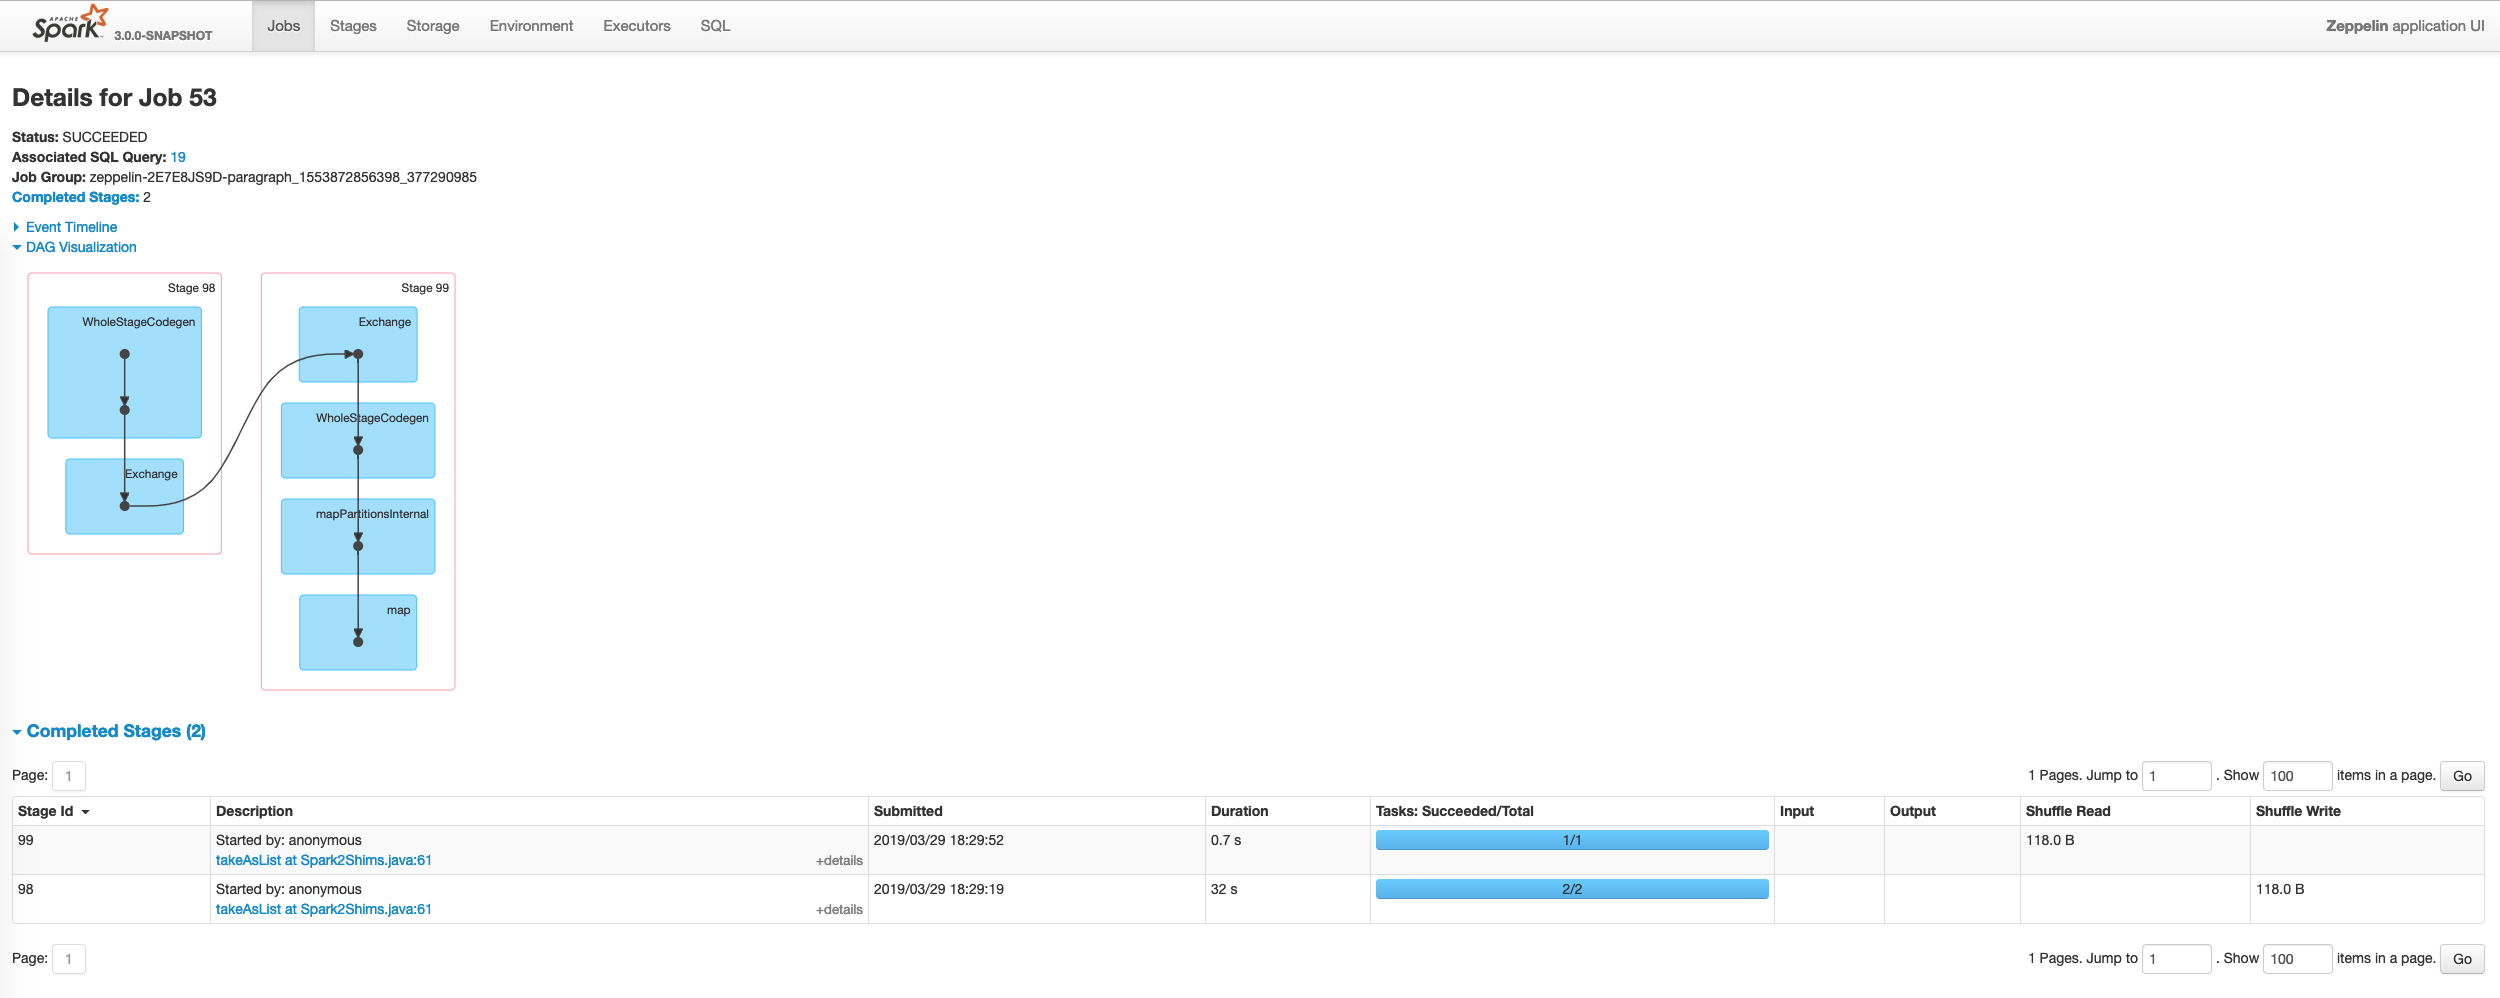 APACHE
Spark 3.0.0-SNAPSHOT Jobs Stages Storage Environment Executors SQL Zeppelin application UI
Details for Job 53
Status: SUCCEEDED
Associated SQL Query: 19
Job Group: zeppelin-2E7E8JS9D-paragraph_1553872856398_377290985
Completed Stages: 2
Event Timeline
DAG Visualization
Stage 98
WholeStageCodegen
Exchange
Stage 99
Exchange
WholeStageCodegen
mapPartitionsInternal
map
Completed Stages (2)
Page: 1 1 Pages. Jump to 1 . Show 100 items in a page. Go
Stage Id Description Submitted Duration Tasks: Succeeded/Total Input Output Shuffle Read Shuffle Write
99 Started by: anonymous 2019/03/29 18:29:52 0.7 s 1/1 118.0 B
takeAsList at Spark2Shims.java:61 +details
98 Started by: anonymous 2019/03/29 18:29:19 32 s 2/2 118.0 B
takeAsList at Spark2Shims.java:61 +details
Page: 1 1 Pages. Jump to 1 . Show 100 items in a page. Go